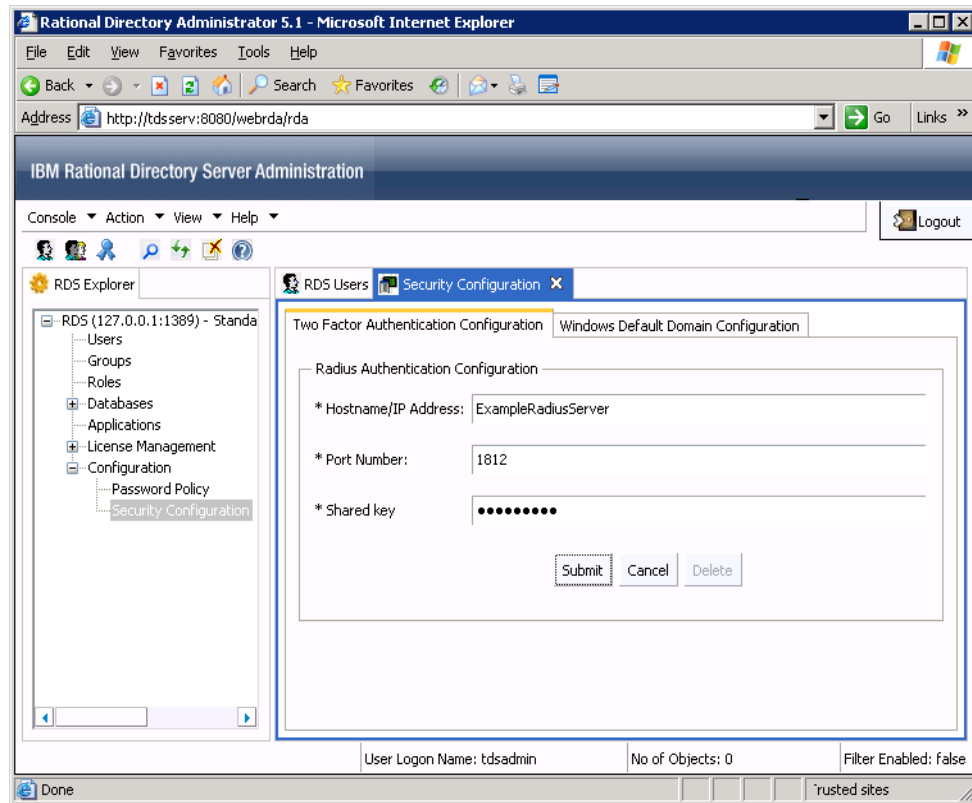 Rational Directory Administrator 5.1 - Microsoft Internet Explorer
File Edit View Favorites Tools Help
Back Search Favorites
Address http://tdsserv:8080/webrda/rda Go Links »
IBM Rational Directory Server Administration
Console Action View Help Logout
RDS Explorer
RDS (127.0.0.1:1389) - Standa
Users
Groups
Roles
Databases
Applications
License Management
Configuration
Password Policy
Security Configuration
RDS Users Security Configuration
Two Factor Authentication Configuration Windows Default Domain Configuration
Radius Authentication Configuration
* Hostname/IP Address: ExampleRadiusServer
* Port Number: 1812
* Shared key •••••••••
Submit Cancel Delete
User Logon Name: tdsadmin No of Objects: 0 Filter Enabled: false
Done rusted sites